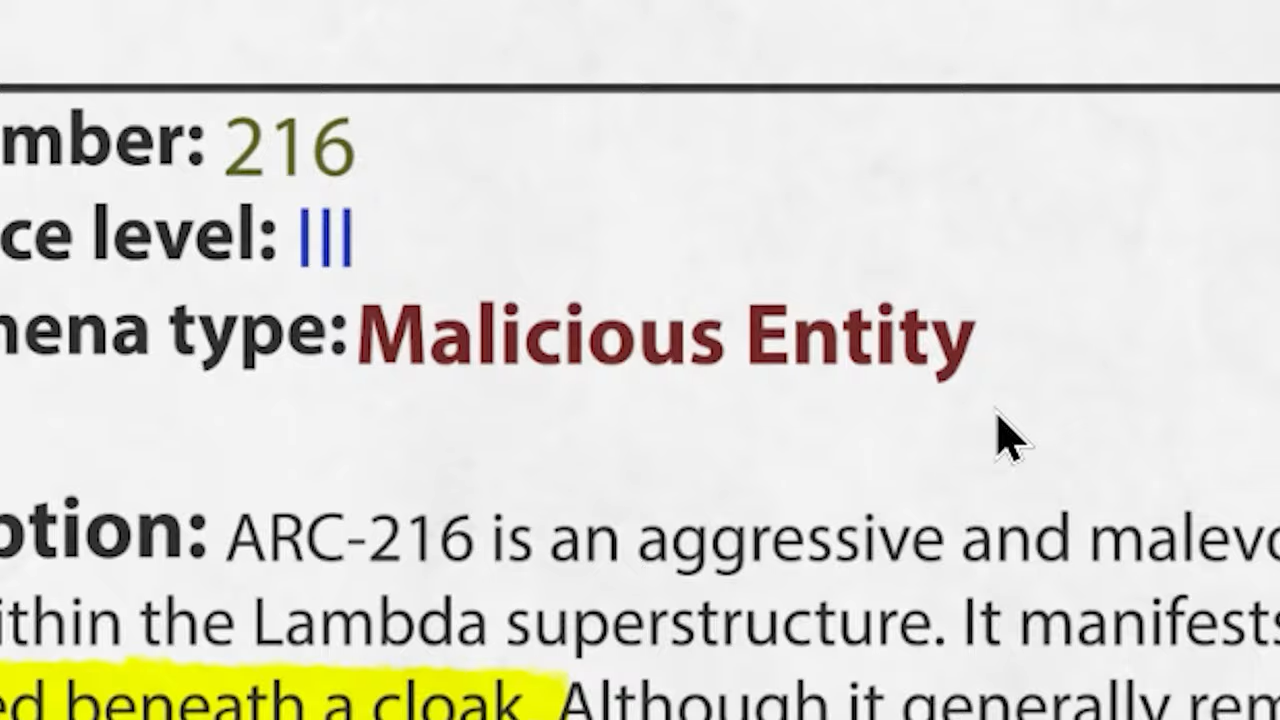 mber: 216
ce level: III
nena type: Malicious Entity
ption: ARC-216 is an aggressive and malevo
ithin the Lambda superstructure. It manifests
ed beneath a cloak. Although it generally rem